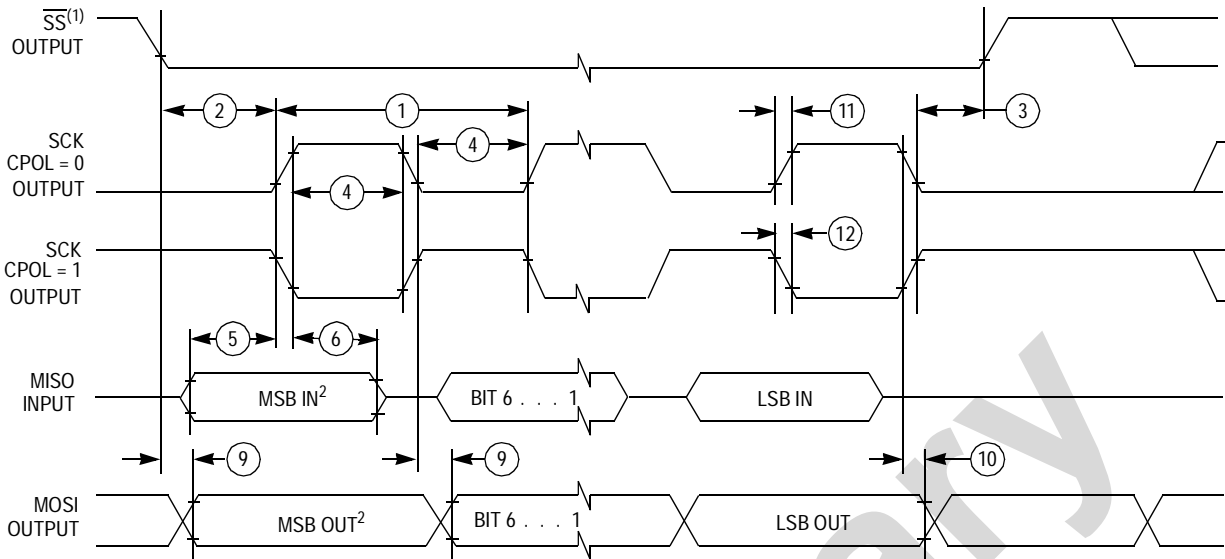 SS(1)
OUTPUT
2
1
11
3
SCK
CPOL = 0
OUTPUT
4
4
SCK
CPOL = 1
OUTPUT
12
5
6
MISO
INPUT
MSB IN2
BIT 6 . . . 1
LSB IN
9
9
10
MOSI
OUTPUT
MSB OUT2
BIT 6 . . . 1
LSB OUT
ary